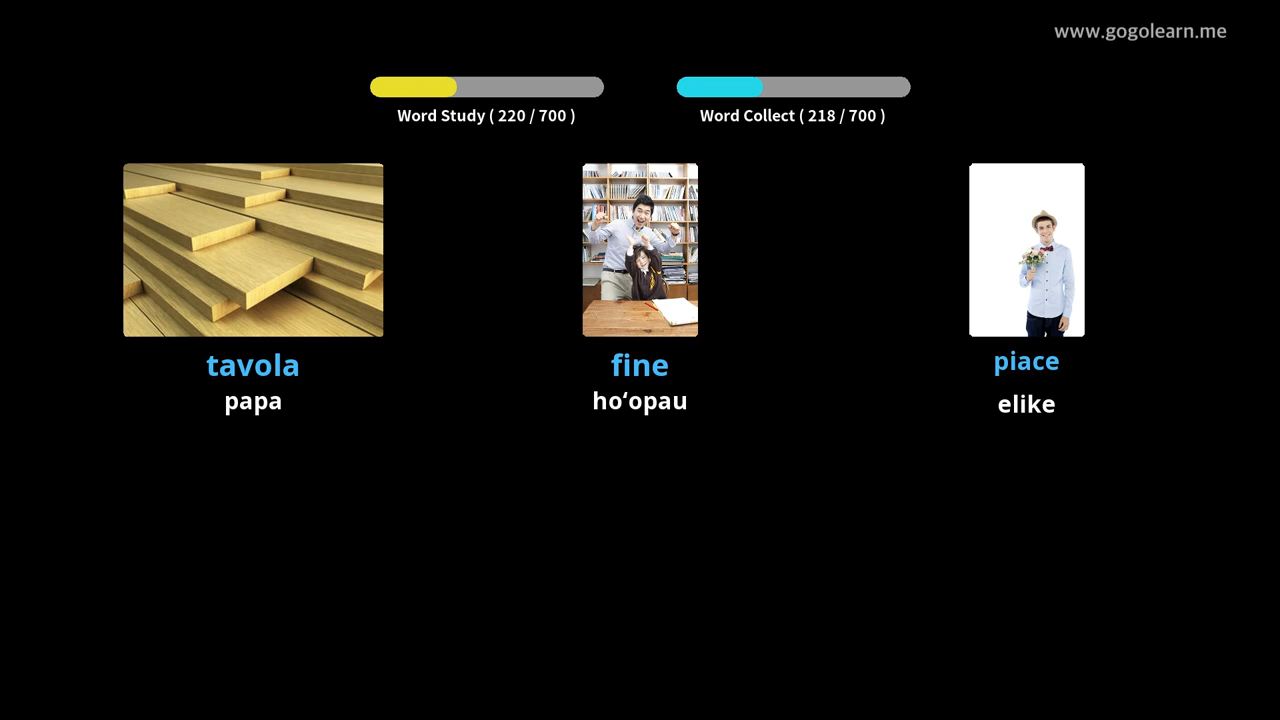 www.gogolearn.me
Word Study ( 220 / 700 )
Word Collect ( 218 / 700 )
tavola
papa
fine
hoʻopau
piace
elike